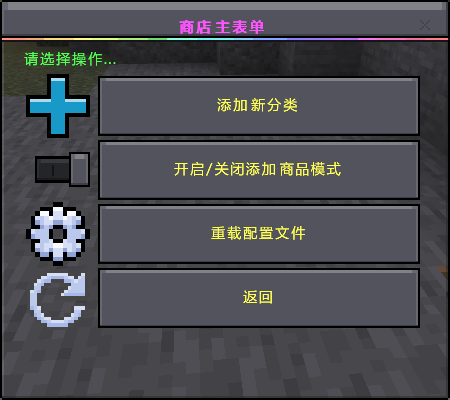 商店主表单
请选择操作...
添加新分类
开启/关闭添加商品模式
重载配置文件
返回